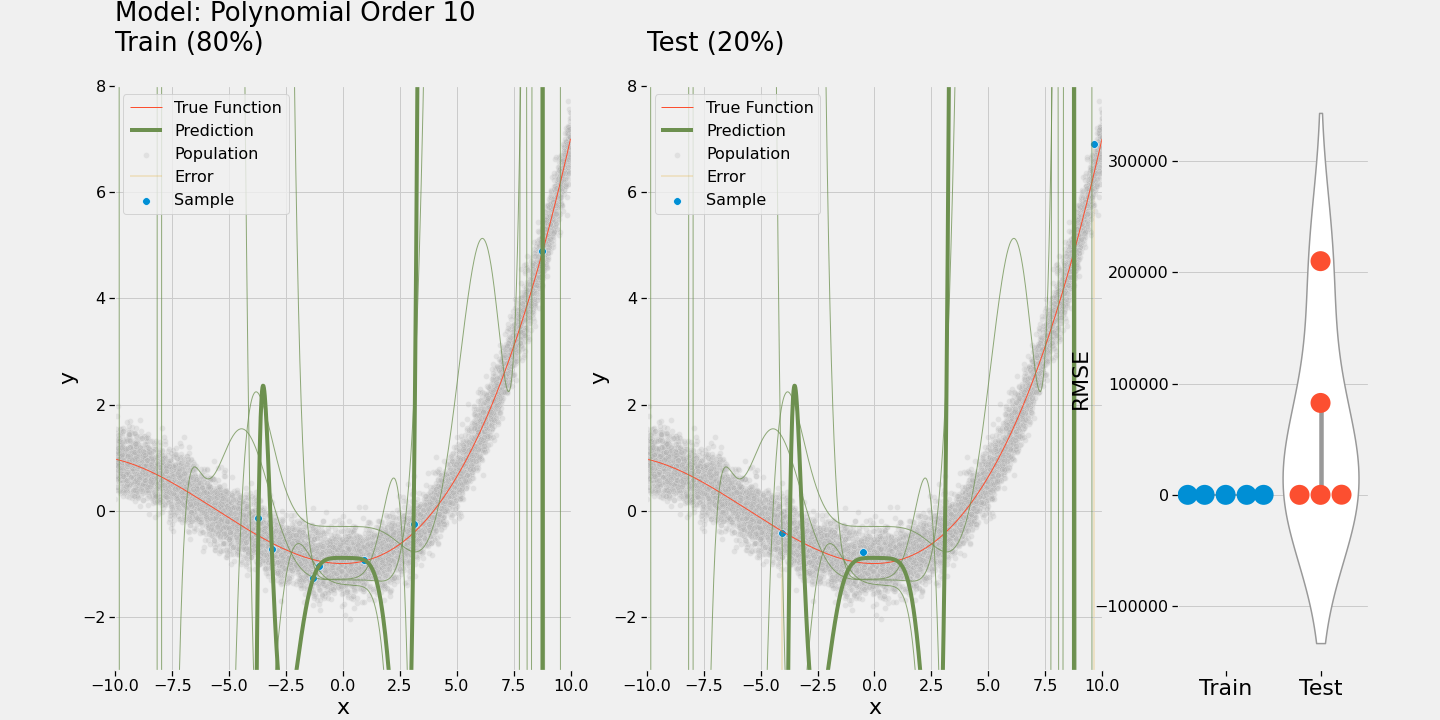 Model: Polynomial Order 10
Train (80%)
Test (20%)
8
6
4
2
0
−2
y
True Function
Prediction
Population
Error
Sample
−10.0 −7.5 −5.0 −2.5 0.0 2.5 5.0 7.5 10.0
x
8
6
4
2
0
−2
y
True Function
Prediction
Population
Error
Sample
−10.0 −7.5 −5.0 −2.5 0.0 2.5 5.0 7.5 10.0
x
300000
200000
100000
0
−100000
RMSE
Train Test